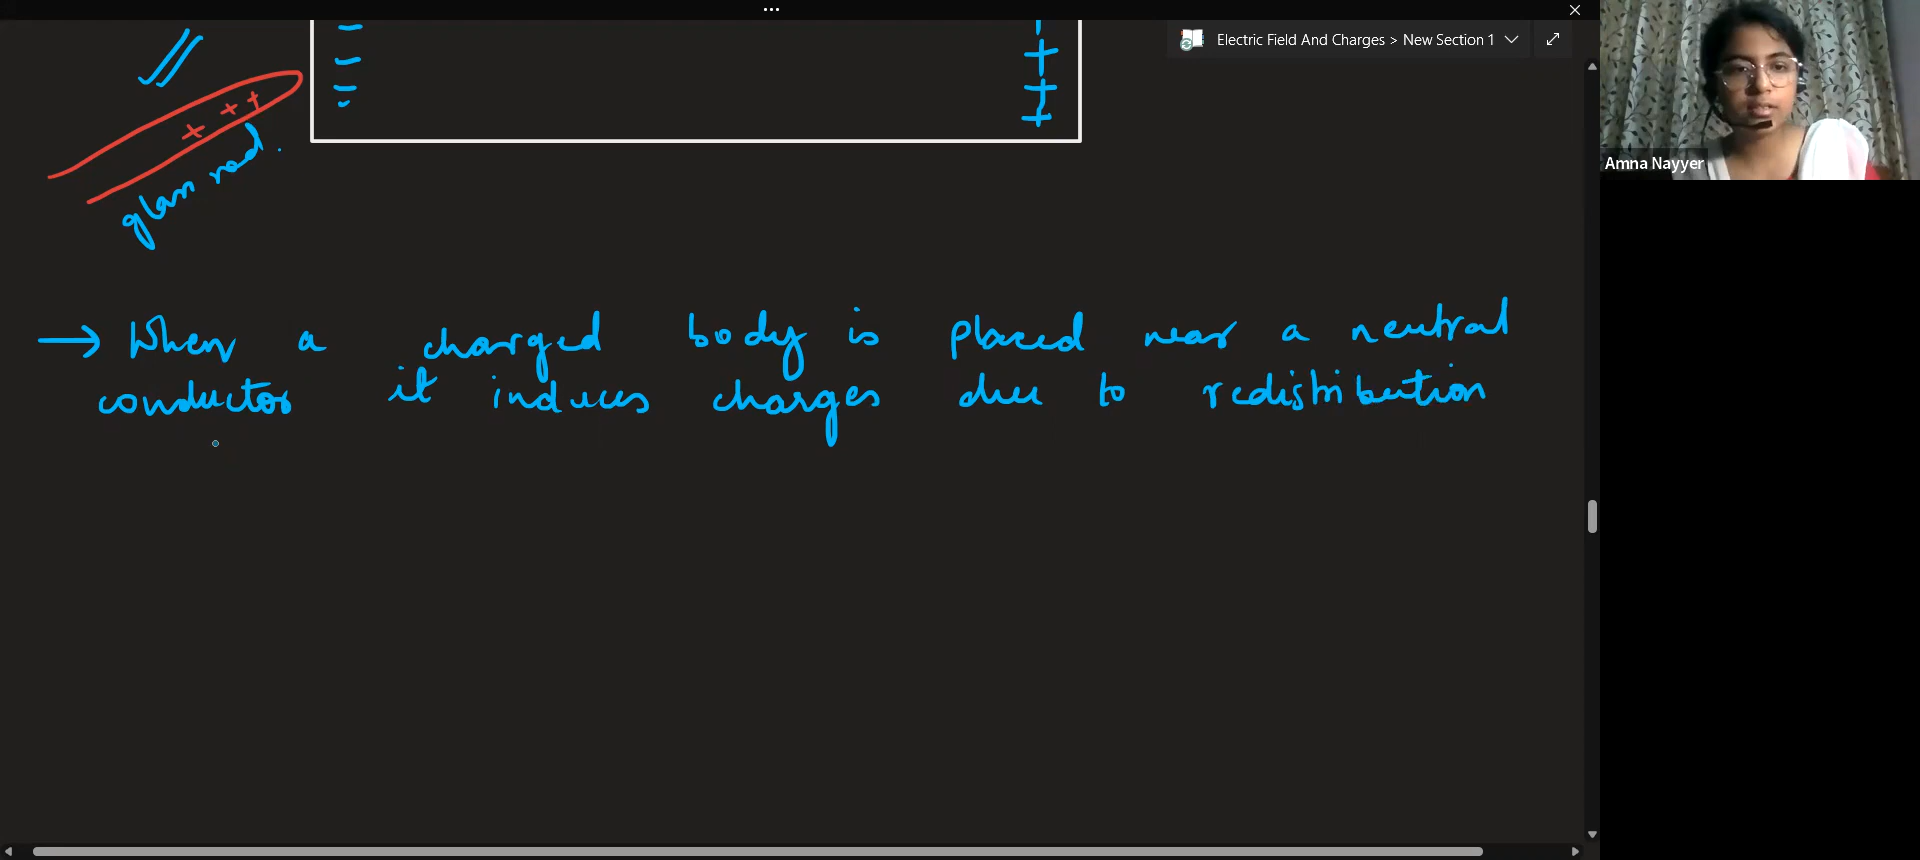 Electric Field And Charges > New Section 1
Amna Nayyer
glass rod.
→ When a charged body is placed near a neutral
conductor it induces charges due to redistribution